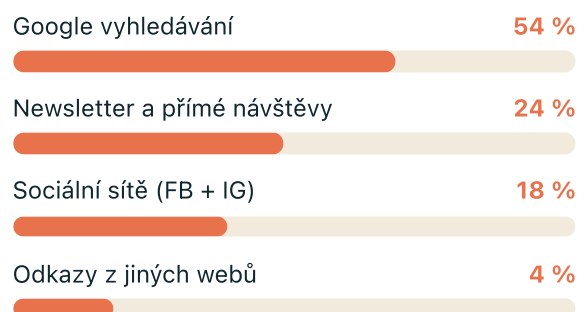 Google vyhledávání 54 %
Newsletter a přímé návštěvy 24 %
Sociální sítě (FB + IG) 18 %
Odkazy z jiných webů 4 %